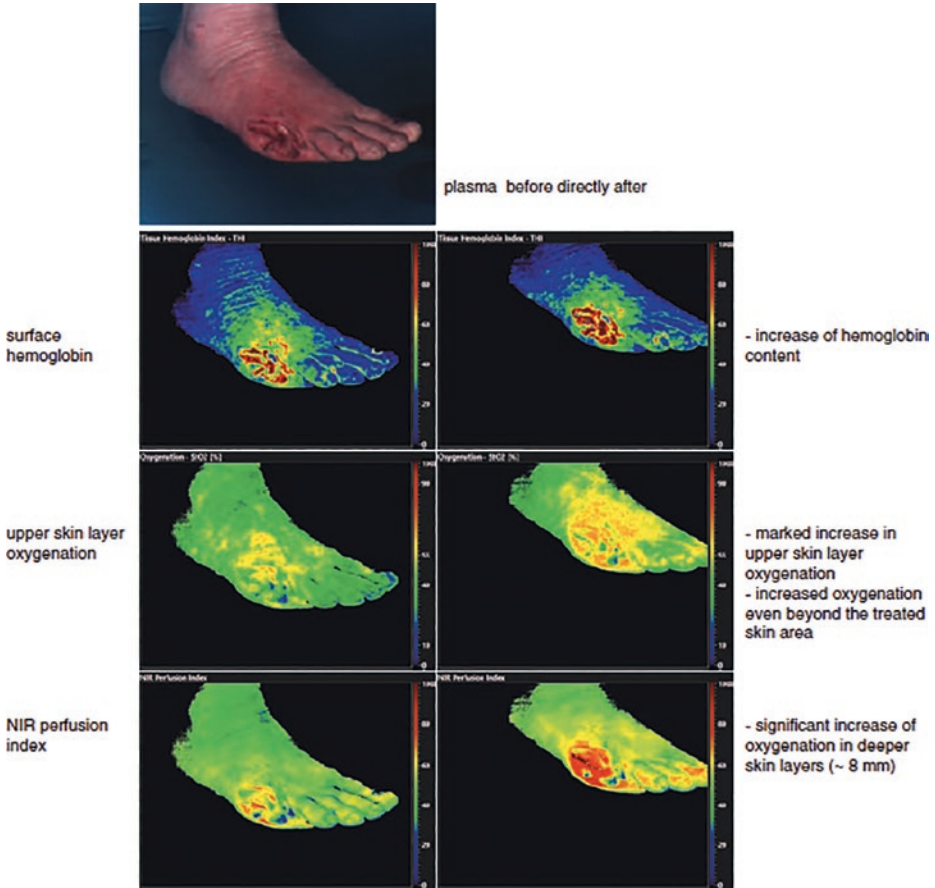 plasma before directly after
Tissue Hemoglobin Index - THI
Tissue Hemoglobin Index - THI
surface
hemoglobin
- increase of hemoglobin
content
Oxygenation - StO2 [%]
Oxygenation - StO2 [%]
upper skin layer
oxygenation
- marked increase in
upper skin layer
oxygenation
- increased oxygenation
even beyond the treated
skin area
NIR Perfusion Index
NIR Perfusion Index
NIR perfusion
index
- significant increase of
oxygenation in deeper
skin layers (~ 8 mm)